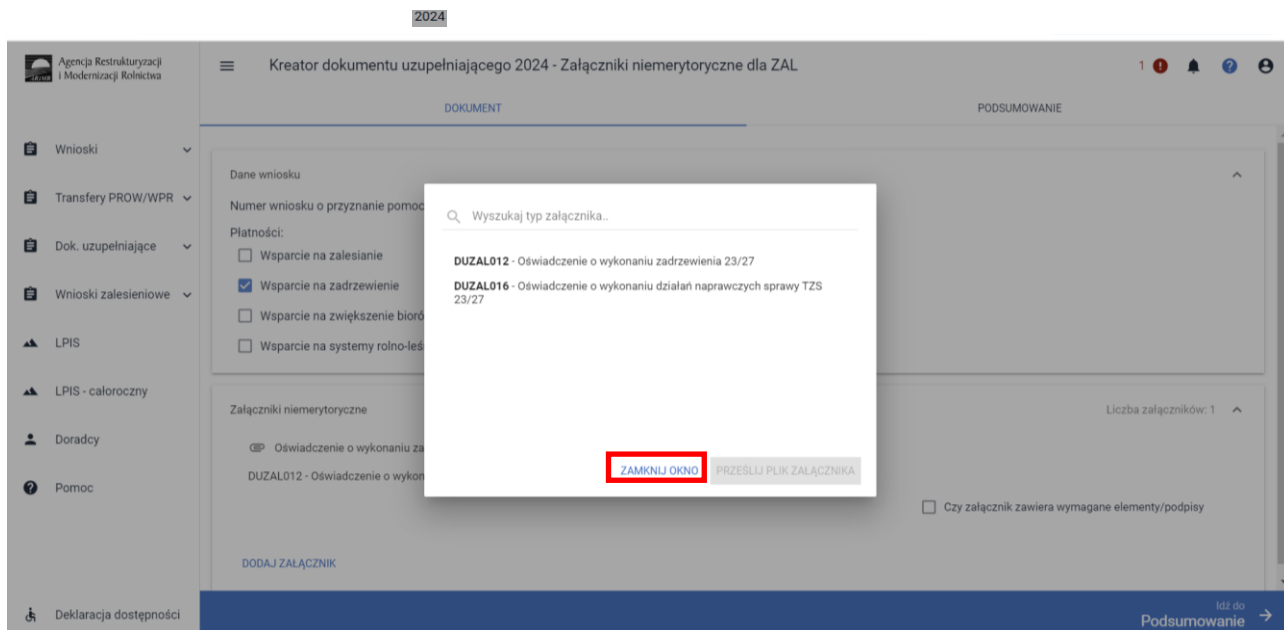 2024
Agencja Restrukturyzacji
i Modernizacji Rolnictwa
Kreator dokumentu uzupełniającego 2024 - Załączniki niemerytoryczne dla ZAL
1
DOKUMENT
PODSUMOWANIE
Wnioski
Transfery PROW/WPR
Dok. uzupełniające
Wnioski zalesieniowe
LPIS
LPIS - całoroczny
Doradcy
Pomoc
Deklaracja dostępności
Dane wniosku
Numer wniosku o przyznanie pomoc
Płatności:
Wsparcie na zalesianie
Wsparcie na zadrzewienie
Wsparcie na zwiększenie bioró
Wsparcie na systemy rolno-leś
Wyszukaj typ załącznika..
DUZAL012 - Oświadczenie o wykonaniu zadrzewienia 23/27
DUZAL016 - Oświadczenie o wykonaniu działań naprawczych sprawy TZS
23/27
ZAMKNIJ OKNO
PRZEŚLIJ PLIK ZAŁĄCZNIKA
Załączniki niemerytoryczne
Liczba załączników: 1
Oświadczenie o wykonaniu za
DUZAL012 - Oświadczenie o wykon
Czy załącznik zawiera wymagane elementy/podpisy
DODAJ ZAŁĄCZNIK
Idź do
Podsumowanie